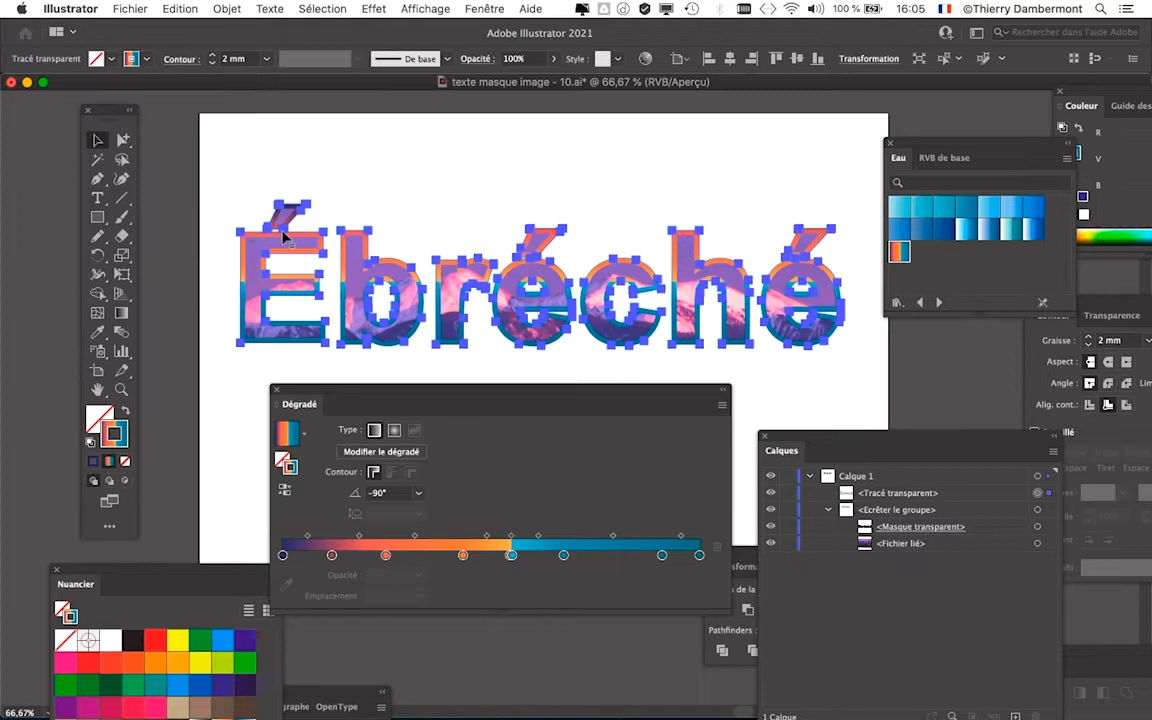 Illustrator Fichier Edition Objet Texte Sélection Effet Affichage Fenêtre Aide 100 % 16:05 ©Thierry Dambermont
Adobe Illustrator 2021 Rechercher dans l'aide Adobe
Tracé transparent Contour : 2 mm De base Opacité : 100% Style : Transformation
texte masque image - 10.ai* @ 66,67 % (RVB/Aperçu)
Couleur Guide des
R
V
B
Eau RVB de base
Ébréché
Transparence
Graisse : 2 mm
Aspect :
Angle : Lim
Alig. cont. :
Dégradé
Type :
Modifier le dégradé
Contour :
-90°
Opacité :
Emplacement :
Calques
Calque 1
<Tracé transparent>
<Ecrêter le groupe>
<Masque transparent>
<Fichier lié>
1 Calque
Tiret Espace
Pathfinders :
Nuancier
OpenType
66,67%